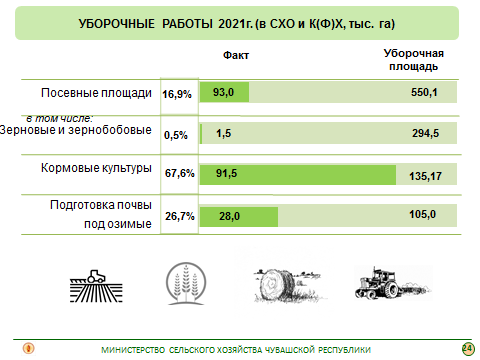 УБОРОЧНЫЕ РАБОТЫ 2021г. (в СХО и К(Ф)Х, тыс. га)
Факт
Уборочная
площадь
Посевные площади 16,9% 93,0 550,1
в том числе:
Зерновые и зернобобовые 0,5% 1,5 294,5
Кормовые культуры 67,6% 91,5 135,17
Подготовка почвы
под озимые 26,7% 28,0 105,0
МИНИСТЕРСТВО СЕЛЬСКОГО ХОЗЯЙСТВА ЧУВАШСКОЙ РЕСПУБЛИКИ
24